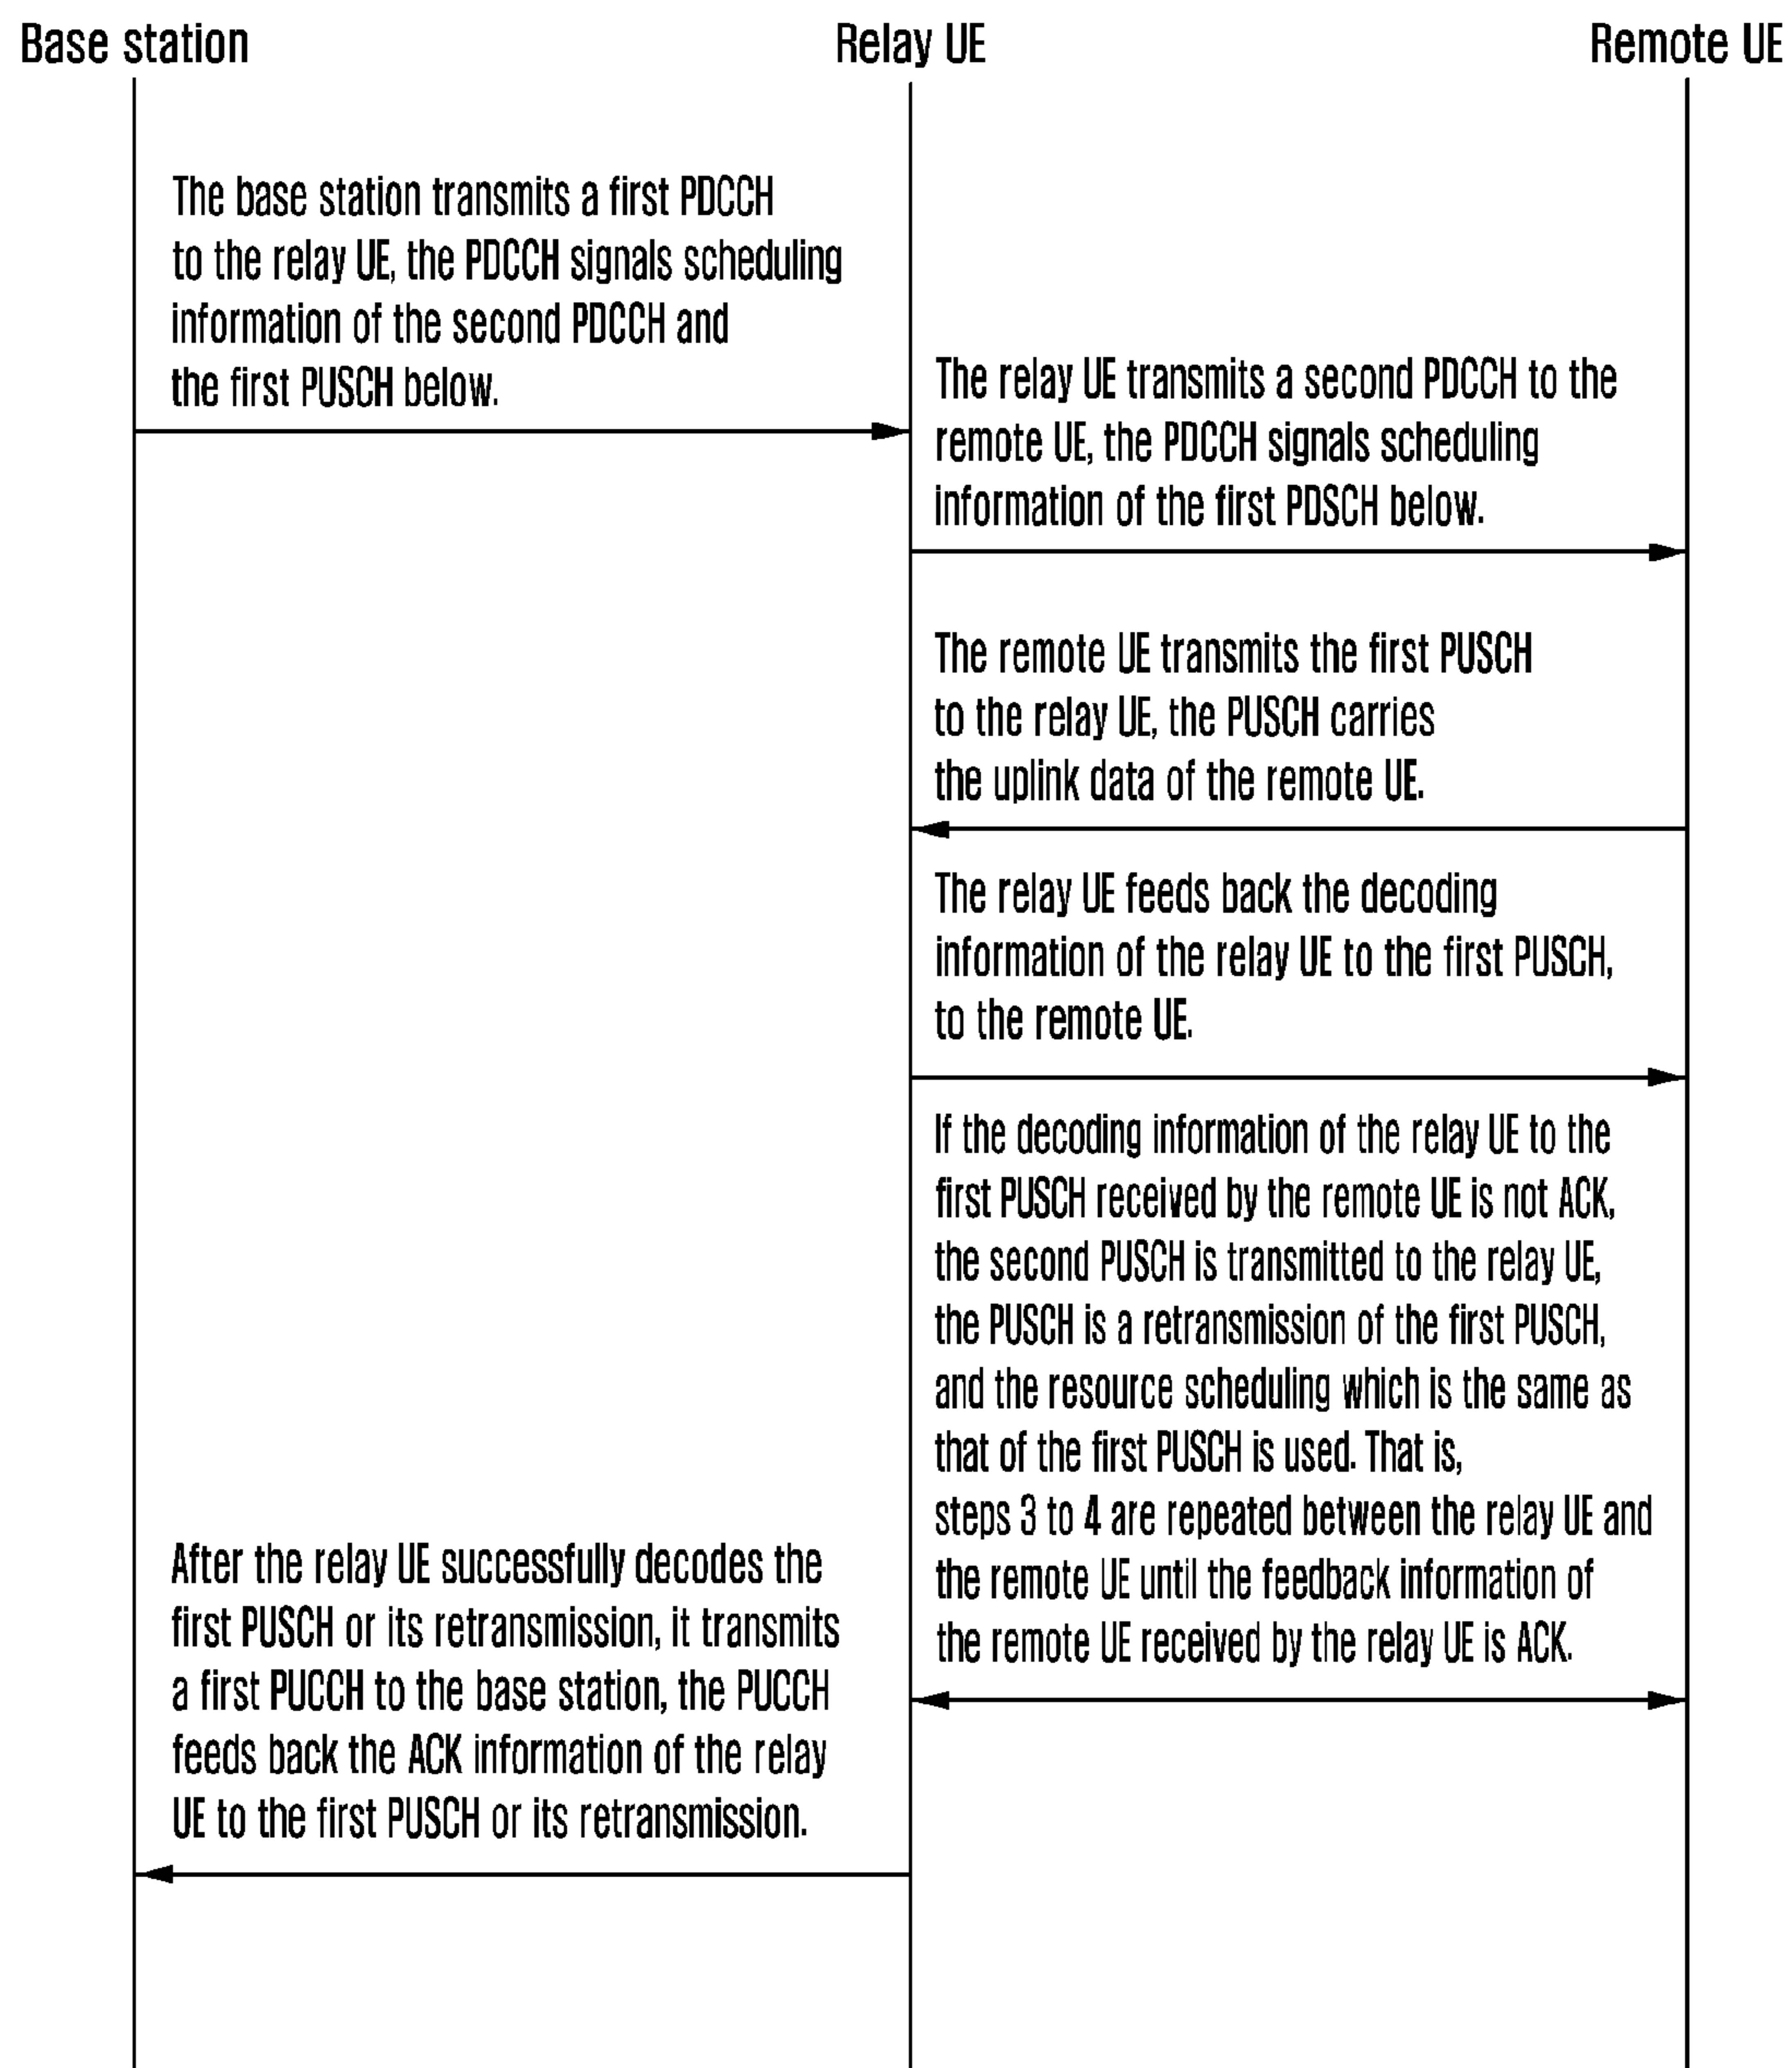 Base station
Relay UE
Remote UE
The base station transmits a first PDCCH
to the relay UE, the PDCCH signals scheduling
information of the second PDCCH and
the first PUSCH below.
The relay UE transmits a second PDCCH to the
remote UE, the PDCCH signals scheduling
information of the first PDSCH below.
The remote UE transmits the first PUSCH
to the relay UE, the PUSCH carries
the uplink data of the remote UE.
The relay UE feeds back the decoding
information of the relay UE to the first PUSCH,
to the remote UE.
If the decoding information of the relay UE to the
first PUSCH received by the remote UE is not ACK,
the second PUSCH is transmitted to the relay UE,
the PUSCH is a retransmission of the first PUSCH,
and the resource scheduling which is the same as
that of the first PUSCH is used. That is,
steps 3 to 4 are repeated between the relay UE and
the remote UE until the feedback information of
the remote UE received by the relay UE is ACK.
After the relay UE successfully decodes the
first PUSCH or its retransmission, it transmits
a first PUCCH to the base station, the PUCCH
feeds back the ACK information of the relay
UE to the first PUSCH or its retransmission.